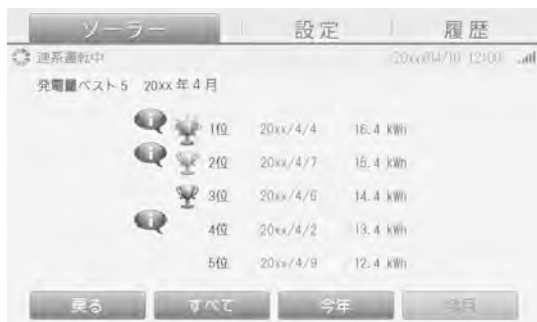 ソーラー 設定 履歴
連系運転中 20xx/04/10 12:00
発電量ベスト5 20xx年4月
1位 20xx/4/4 16.4 kWh
2位 20xx/4/7 15.4 kWh
3位 20xx/4/6 14.4 kWh
4位 20xx/4/2 13.4 kWh
5位 20xx/4/9 12.4 kWh
戻る すべて 今年 今月